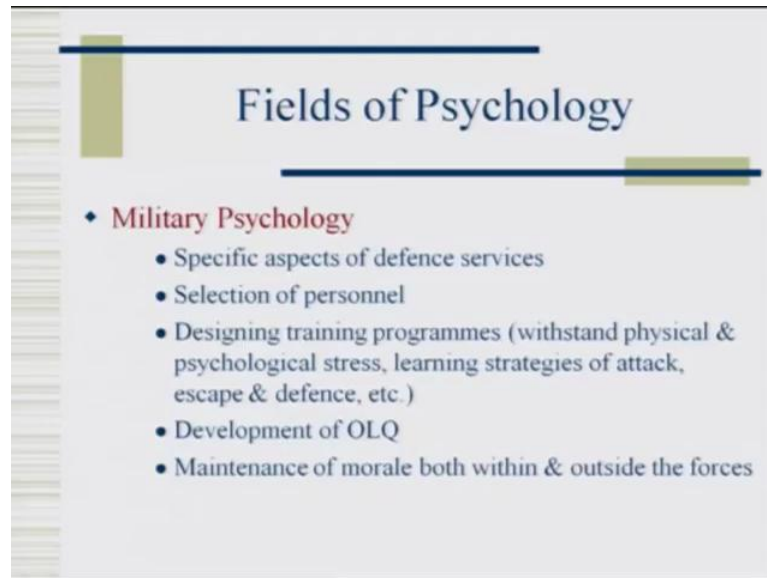 Fields of Psychology
Military Psychology
Specific aspects of defence services
Selection of personnel
Designing training programmes (withstand physical &
psychological stress, learning strategies of attack,
escape & defence, etc.)
Development of OLQ
Maintenance of morale both within & outside the forces